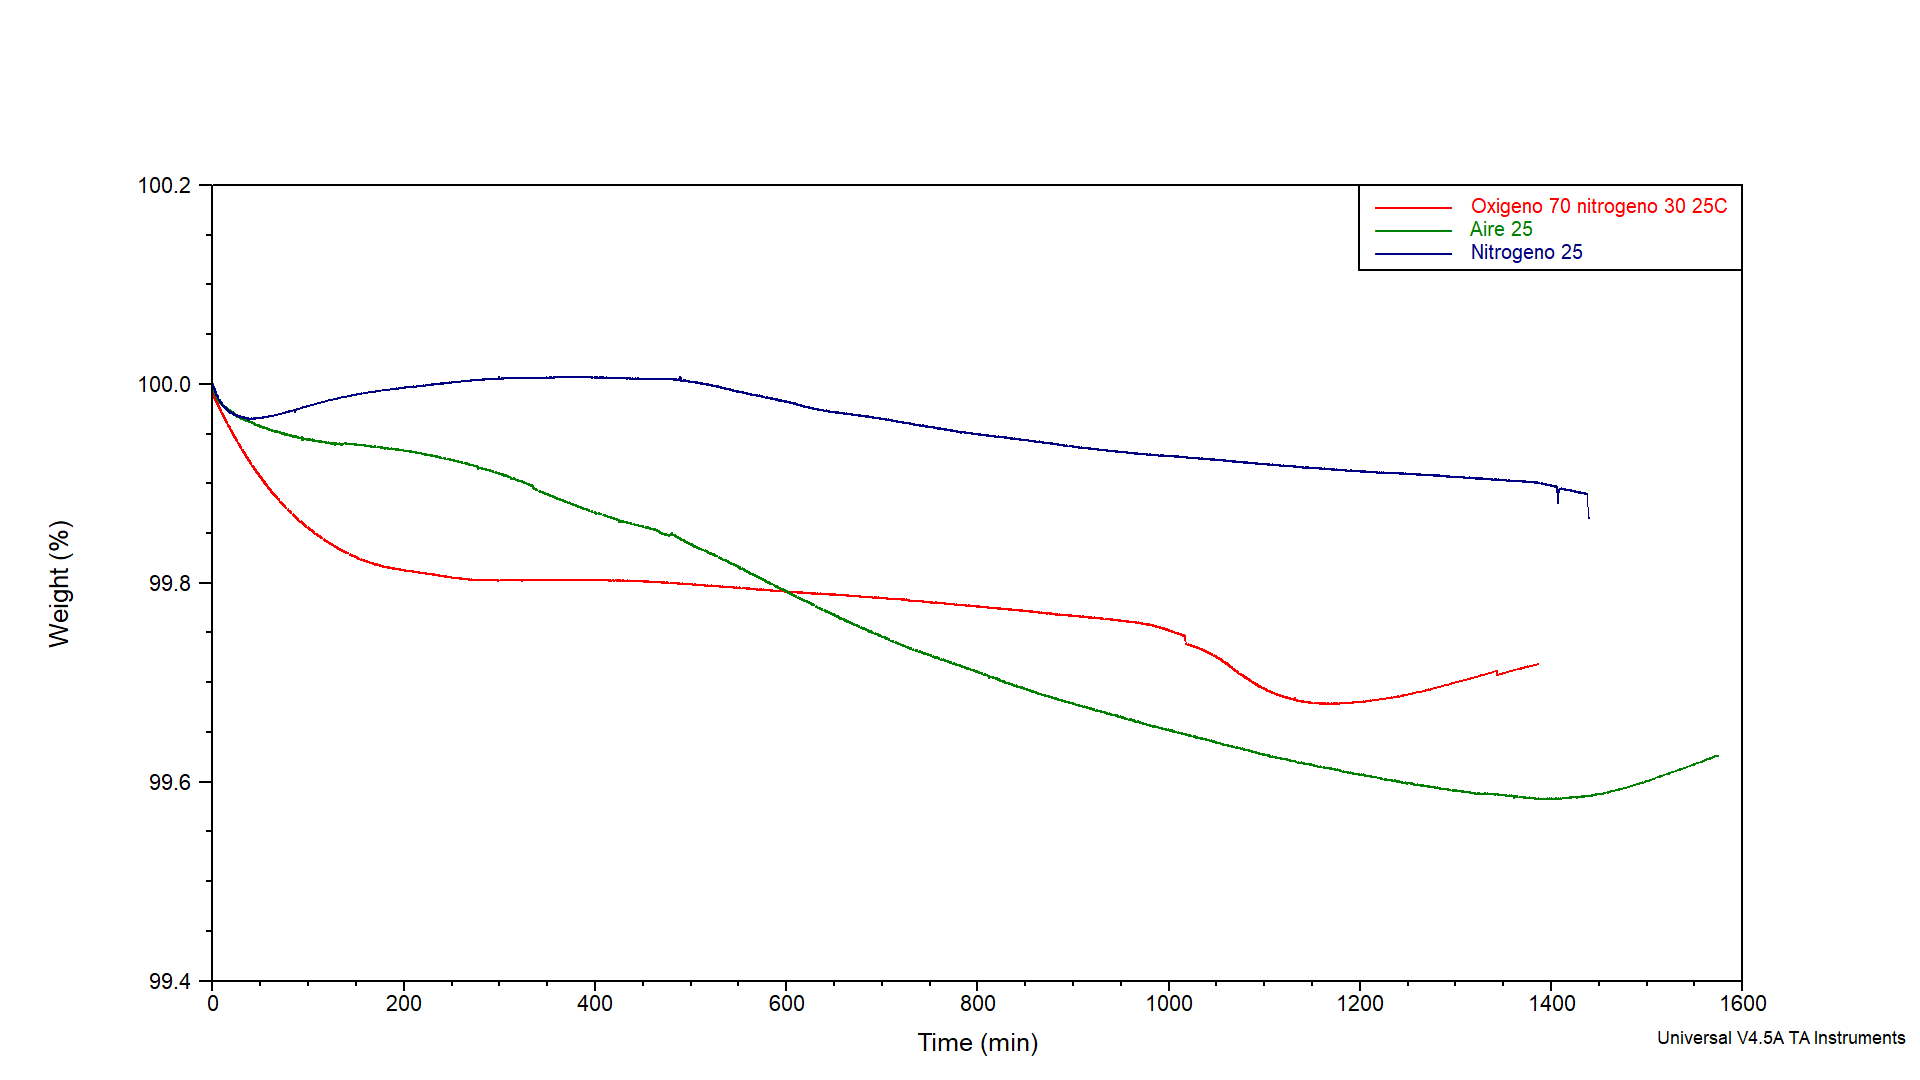 Oxigeno 70 nitrogeno 30 25C
Aire 25
Nitrogeno 25
100.2
100.0
99.8
99.6
99.4
Weight (%)
0 200 400 600 800 1000 1200 1400 1600
Time (min)
Universal V4.5A TA Instruments